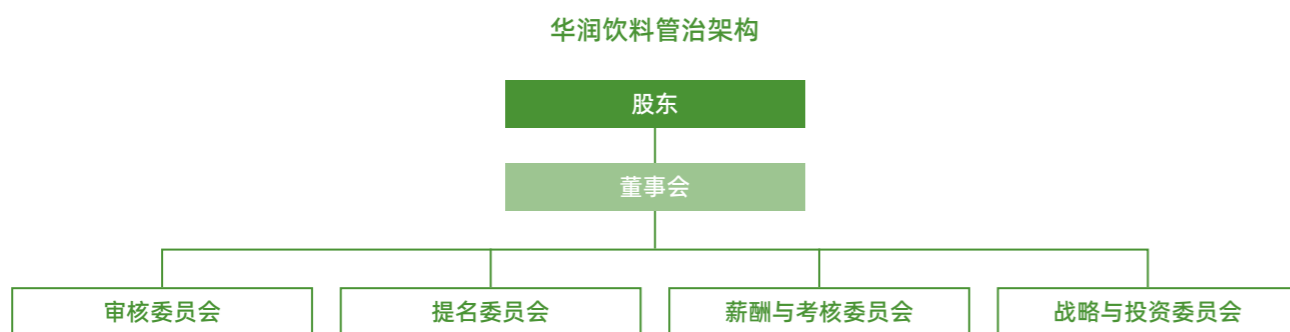 华润饮料管治架构
股东
董事会
审核委员会
提名委员会
薪酬与考核委员会
战略与投资委员会